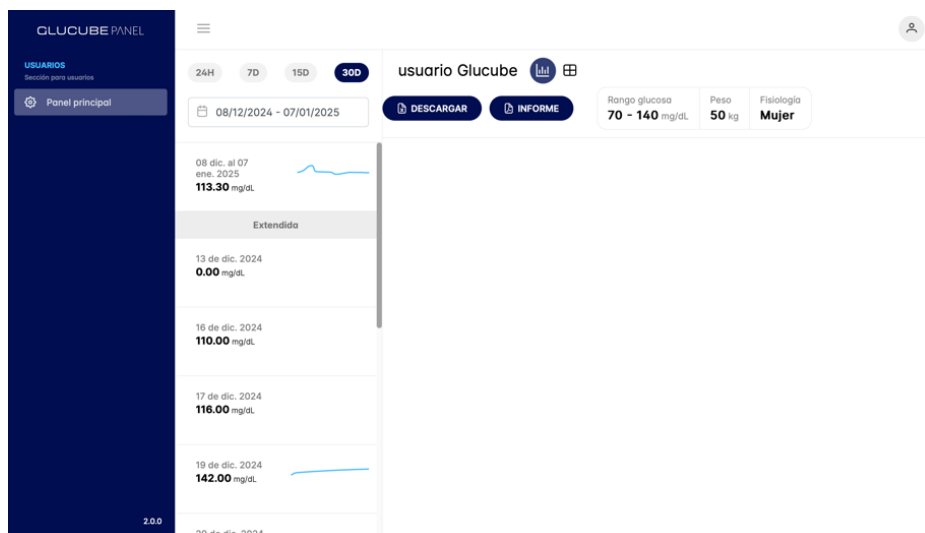 GLUCUBE PANEL
USUARIOS
Sección para usuarios
Panel principal
2.0.0
24H 7D 15D 30D
08/12/2024 - 07/01/2025
08 dic. al 07
ene. 2025
113.30 mg/dL
Extendida
13 de dic. 2024
0.00 mg/dL
16 de dic. 2024
110.00 mg/dL
17 de dic. 2024
116.00 mg/dL
19 de dic. 2024
142.00 mg/dL
20 de dic. 2024
usuario Glucube
DESCARGAR INFORME
Rango glucosa Peso Fisiología
70 - 140 mg/dL 50 kg Mujer